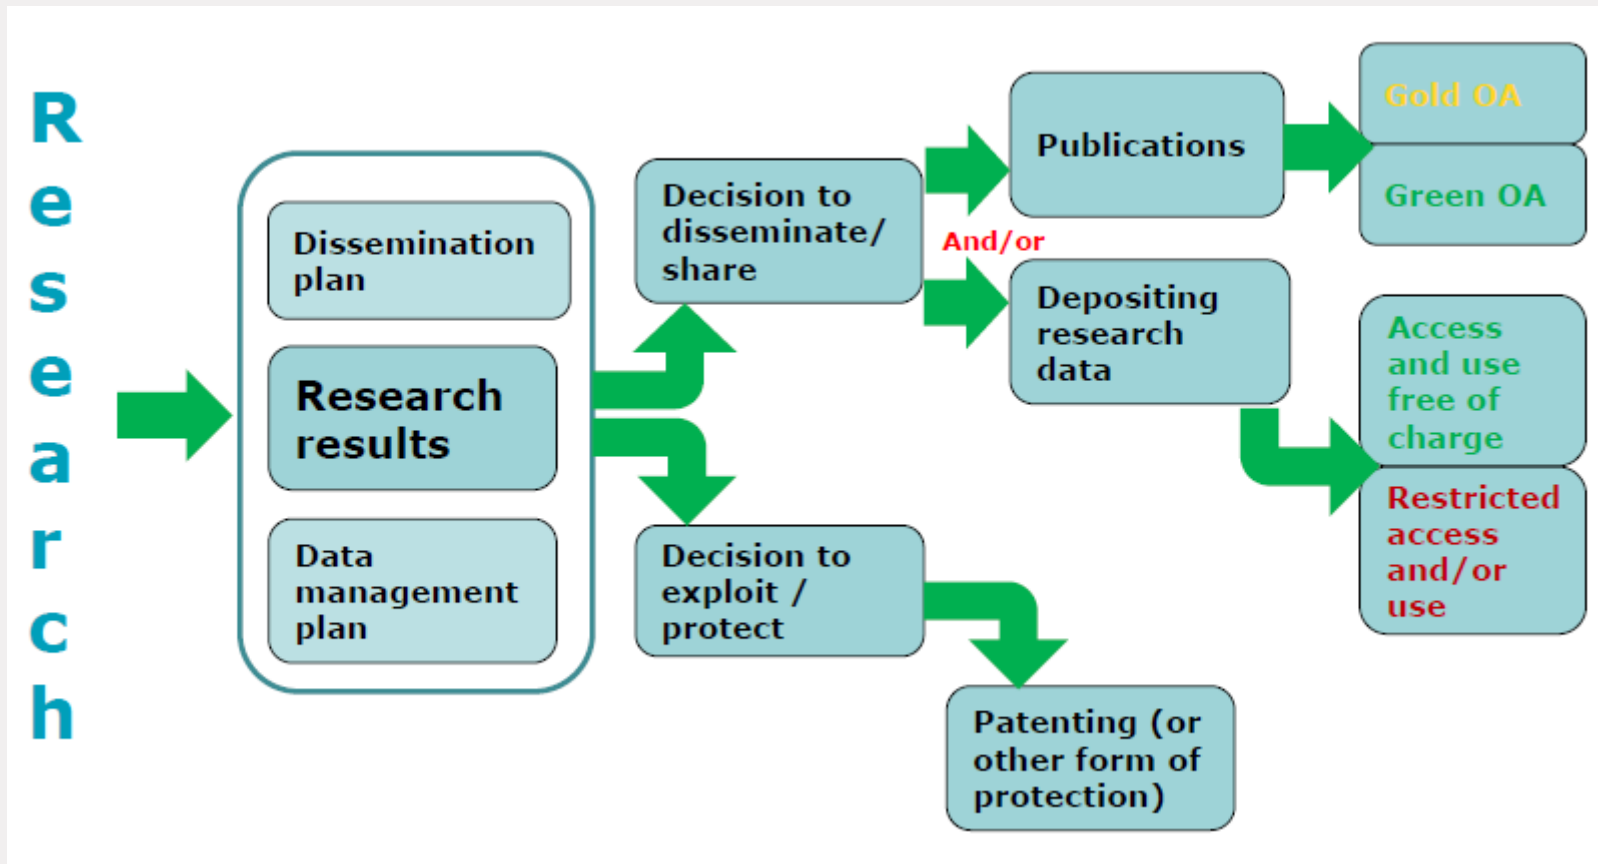 Research
Dissemination
plan
Research
results
Data
management
plan
Decision to
disseminate/
share
Decision to
exploit /
protect
And/or
Publications
Depositing
research
data
Patenting (or
other form of
protection)
Gold OA
Green OA
Access
and use
free of
charge
Restricted
access
and/or
use